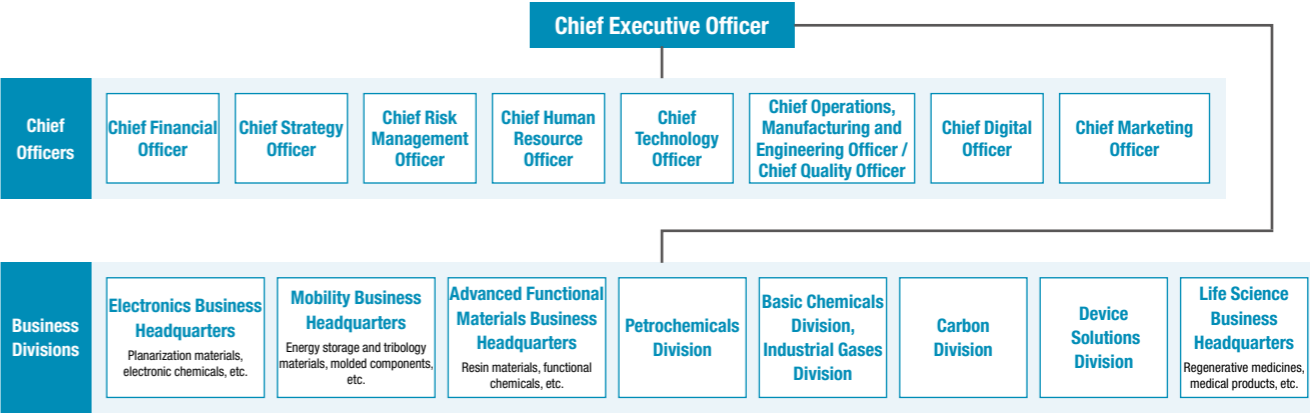 Chief Executive Officer
Chief
Officers
Chief Financial
Officer
Chief Strategy
Officer
Chief Risk
Management
Officer
Chief Human
Resource
Officer
Chief
Technology
Officer
Chief Operations,
Manufacturing and
Engineering Officer /
Chief Quality Officer
Chief Digital
Officer
Chief Marketing
Officer
Business
Divisions
Electronics Business
Headquarters
Planarization materials,
electronic chemicals, etc.
Mobility Business
Headquarters
Energy storage and tribology
materials, molded components,
etc.
Advanced Functional
Materials Business
Headquarters
Resin materials, functional
chemicals, etc.
Petrochemicals
Division
Basic Chemicals
Division,
Industrial Gases
Division
Carbon
Division
Device
Solutions
Division
Life Science
Business
Headquarters
Regenerative medicines,
medical products, etc.